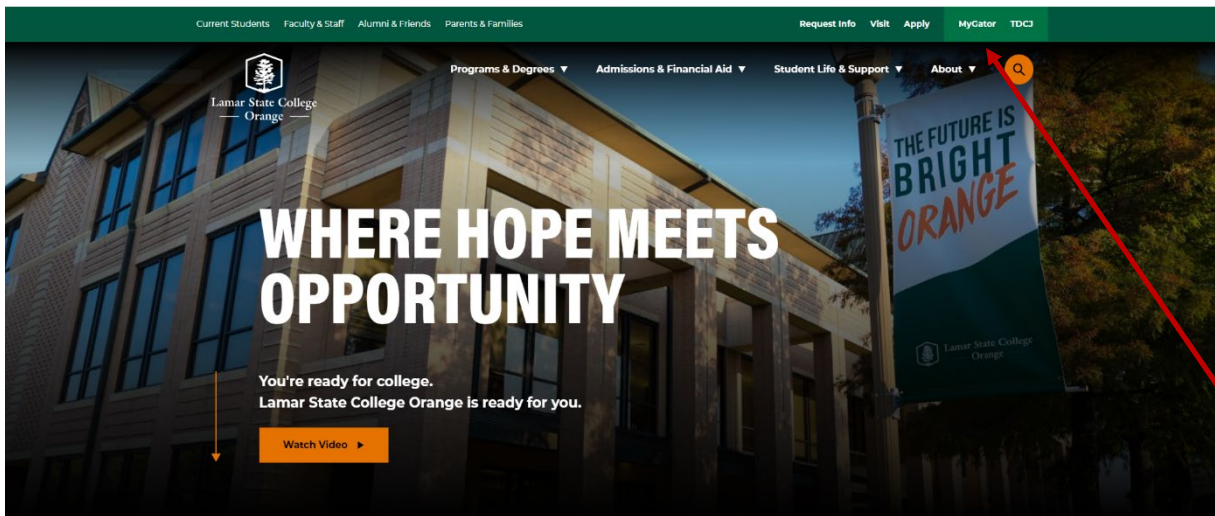 Current Students Faculty & Staff Alumni & Friends Parents & Families Request Info Visit Apply MyGator TDCJ
Programs & Degrees Admissions & Financial Aid Student Life & Support About
Lamar State College
Orange
THE FUTURE IS
BRIGHT
ORANGE
WHERE HOPE MEETS
OPPORTUNITY
Lamar State College
Orange
You're ready for college.
Lamar State College Orange is ready for you.
Watch Video